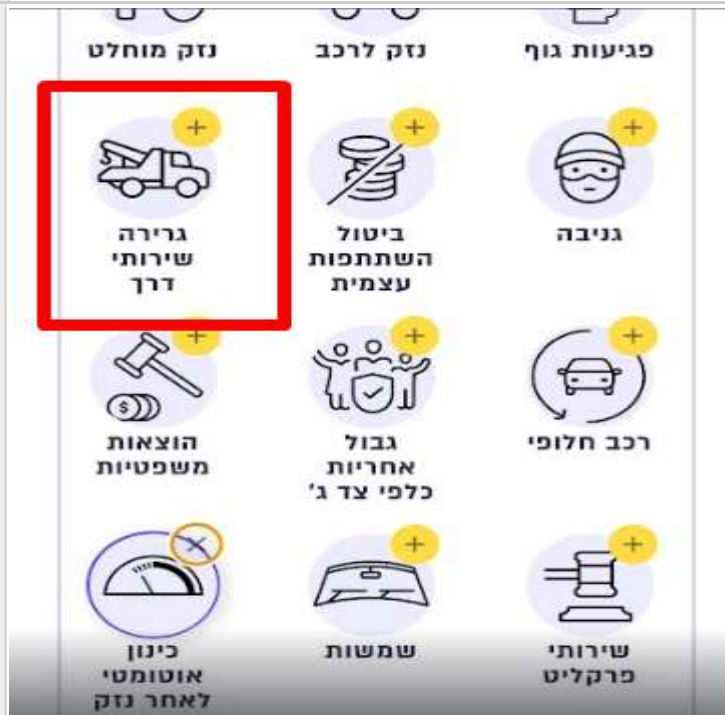 פגיעות גוף
נזק לרכב
נזק מוחלט
גניבה
ביטול
השתתפות
עצמית
גרירה
שירותי
דרך
רכב חלופי
גבול
אחריות
כלפי צד ג'
הוצאות
משפטיות
$
שירותי
פרקליט
שמשות
כינון
אוטומטי
לאחר נזק